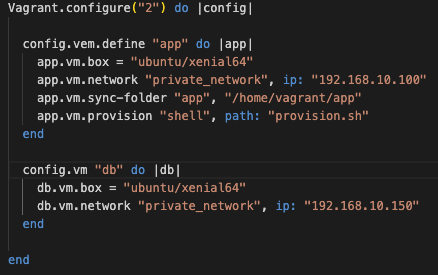 Vagrant.configure("2") do |config|
config.vem.define "app" do |app|
app.vm.box = "ubuntu/xenial64"
app.vm.network "private_network", ip: "192.168.10.100"
app.vm.sync-folder "app", "/home/vagrant/app"
app.vm.provision "shell", path: "provision.sh"
end
config.vm "db" do |db|
db.vm.box = "ubuntu/xenial64"
db.vm.network "private_network", ip: "192.168.10.150"
end
end